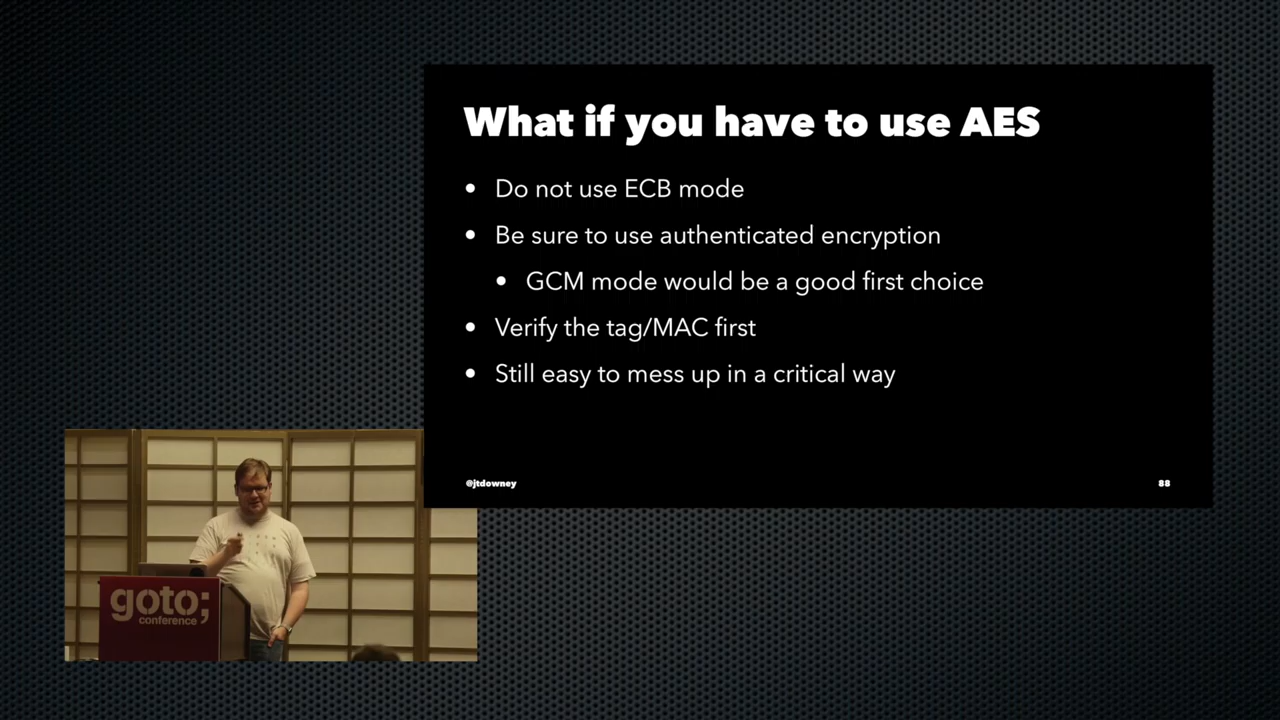 What if you have to use AES
• Do not use ECB mode
• Be sure to use authenticated encryption
• GCM mode would be a good first choice
• Verify the tag/MAC first
• Still easy to mess up in a critical way
@jtdowney
88
goto;
conference